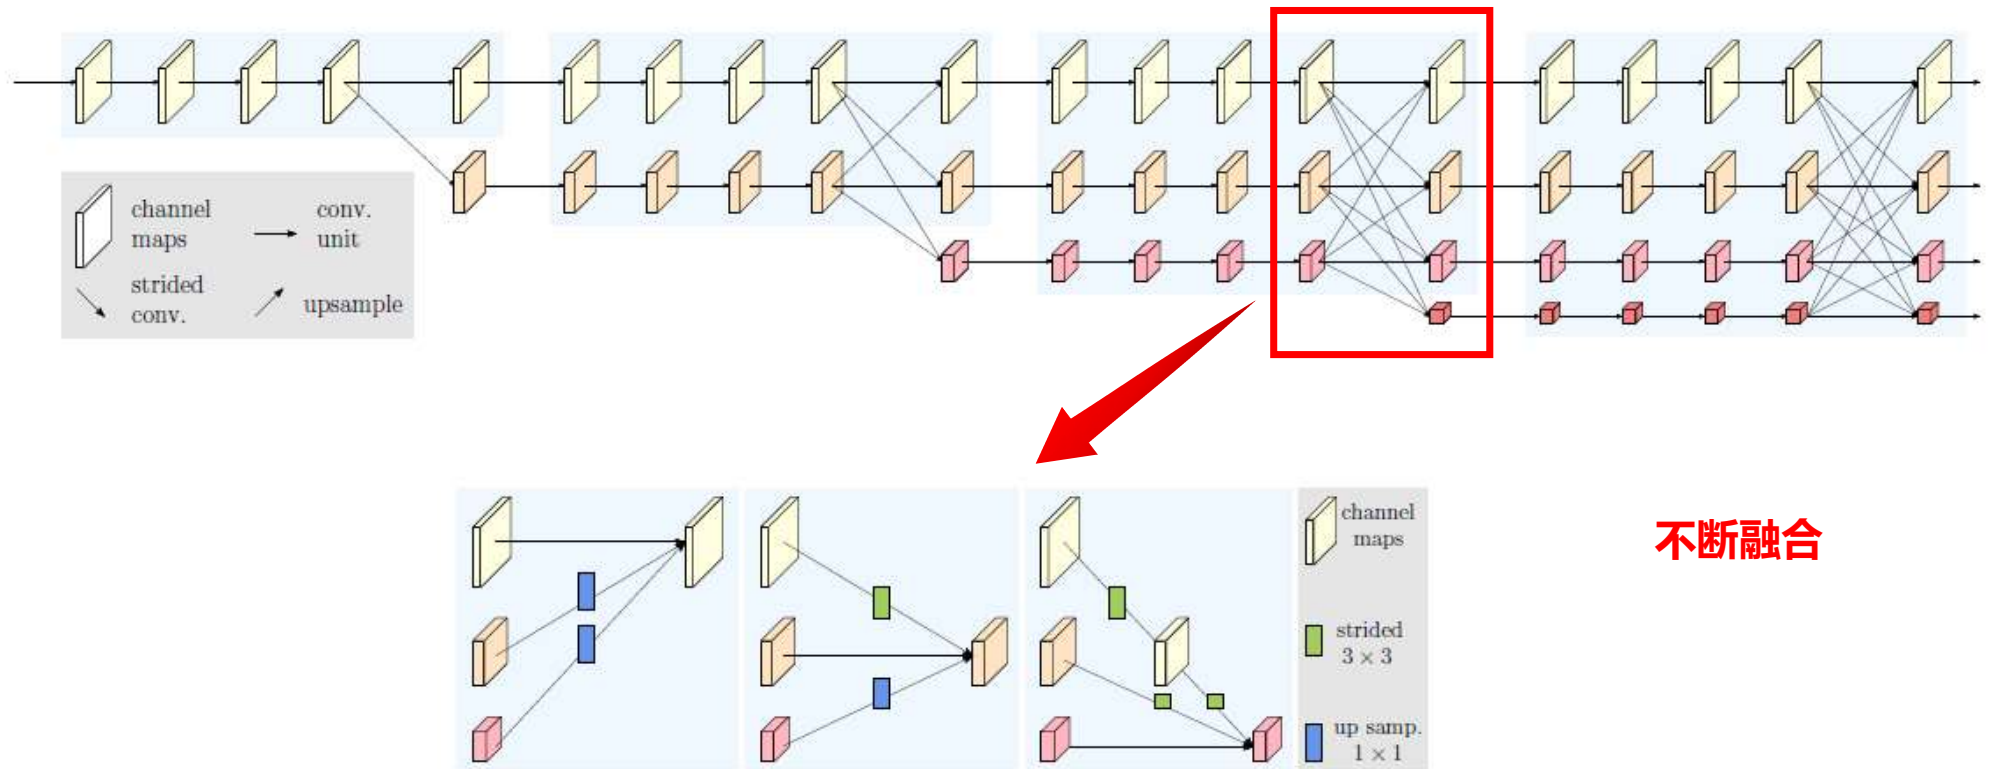 channel
maps
conv.
unit
strided
conv.
upsample
channel
maps
strided
3 × 3
up samp.
1 × 1
不断融合